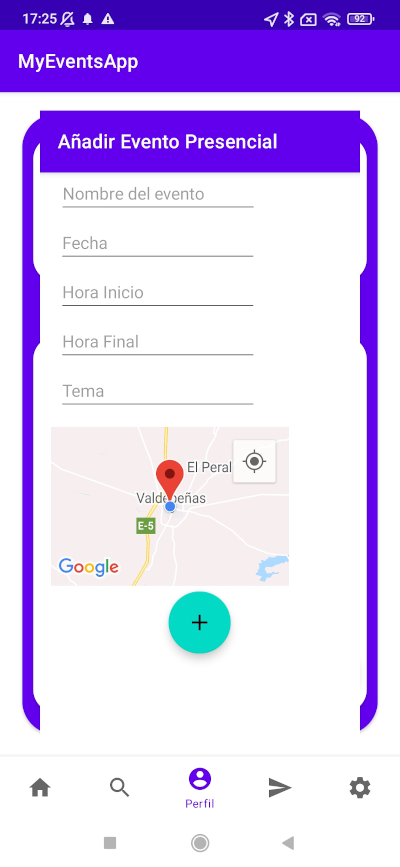 17:25
92
MyEventsApp
Añadir Evento Presencial
Nombre del evento
Fecha
Hora Inicio
Hora Final
Tema
El Peral
Valdepeñas
E-5
Google
Perfil